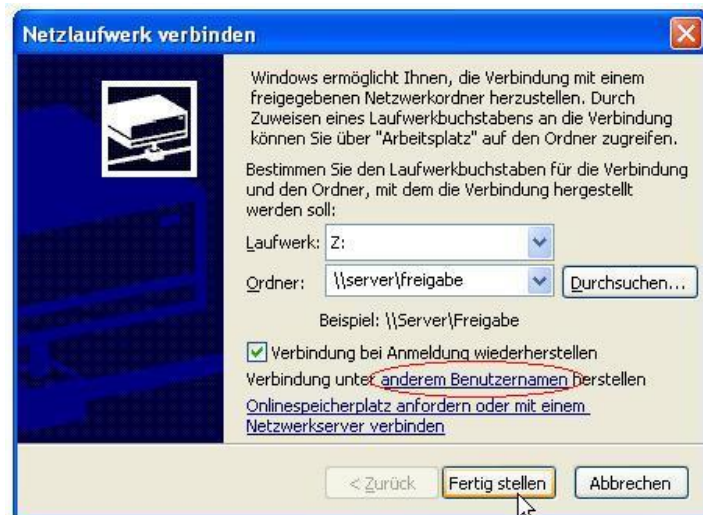 Netzlaufwerk verbinden
Windows ermöglicht Ihnen, die Verbindung mit einem
freigegebenen Netzwerkordner herzustellen. Durch
Zuweisen eines Laufwerkbuchstabens an die Verbindung
können Sie über "Arbeitsplatz" auf den Ordner zugreifen.
Bestimmen Sie den Laufwerkbuchstaben für die Verbindung
und den Ordner, mit dem die Verbindung hergestellt
werden soll:
Laufwerk: Z:
Ordner: \\server\freigabe Durchsuchen...
Beispiel: \\Server\Freigabe
Verbindung bei Anmeldung wiederherstellen
Verbindung unter anderem Benutzernamen herstellen
Onlinespeicherplatz anfordern oder mit einem
Netzwerkserver verbinden
< Zurück Fertig stellen Abbrechen